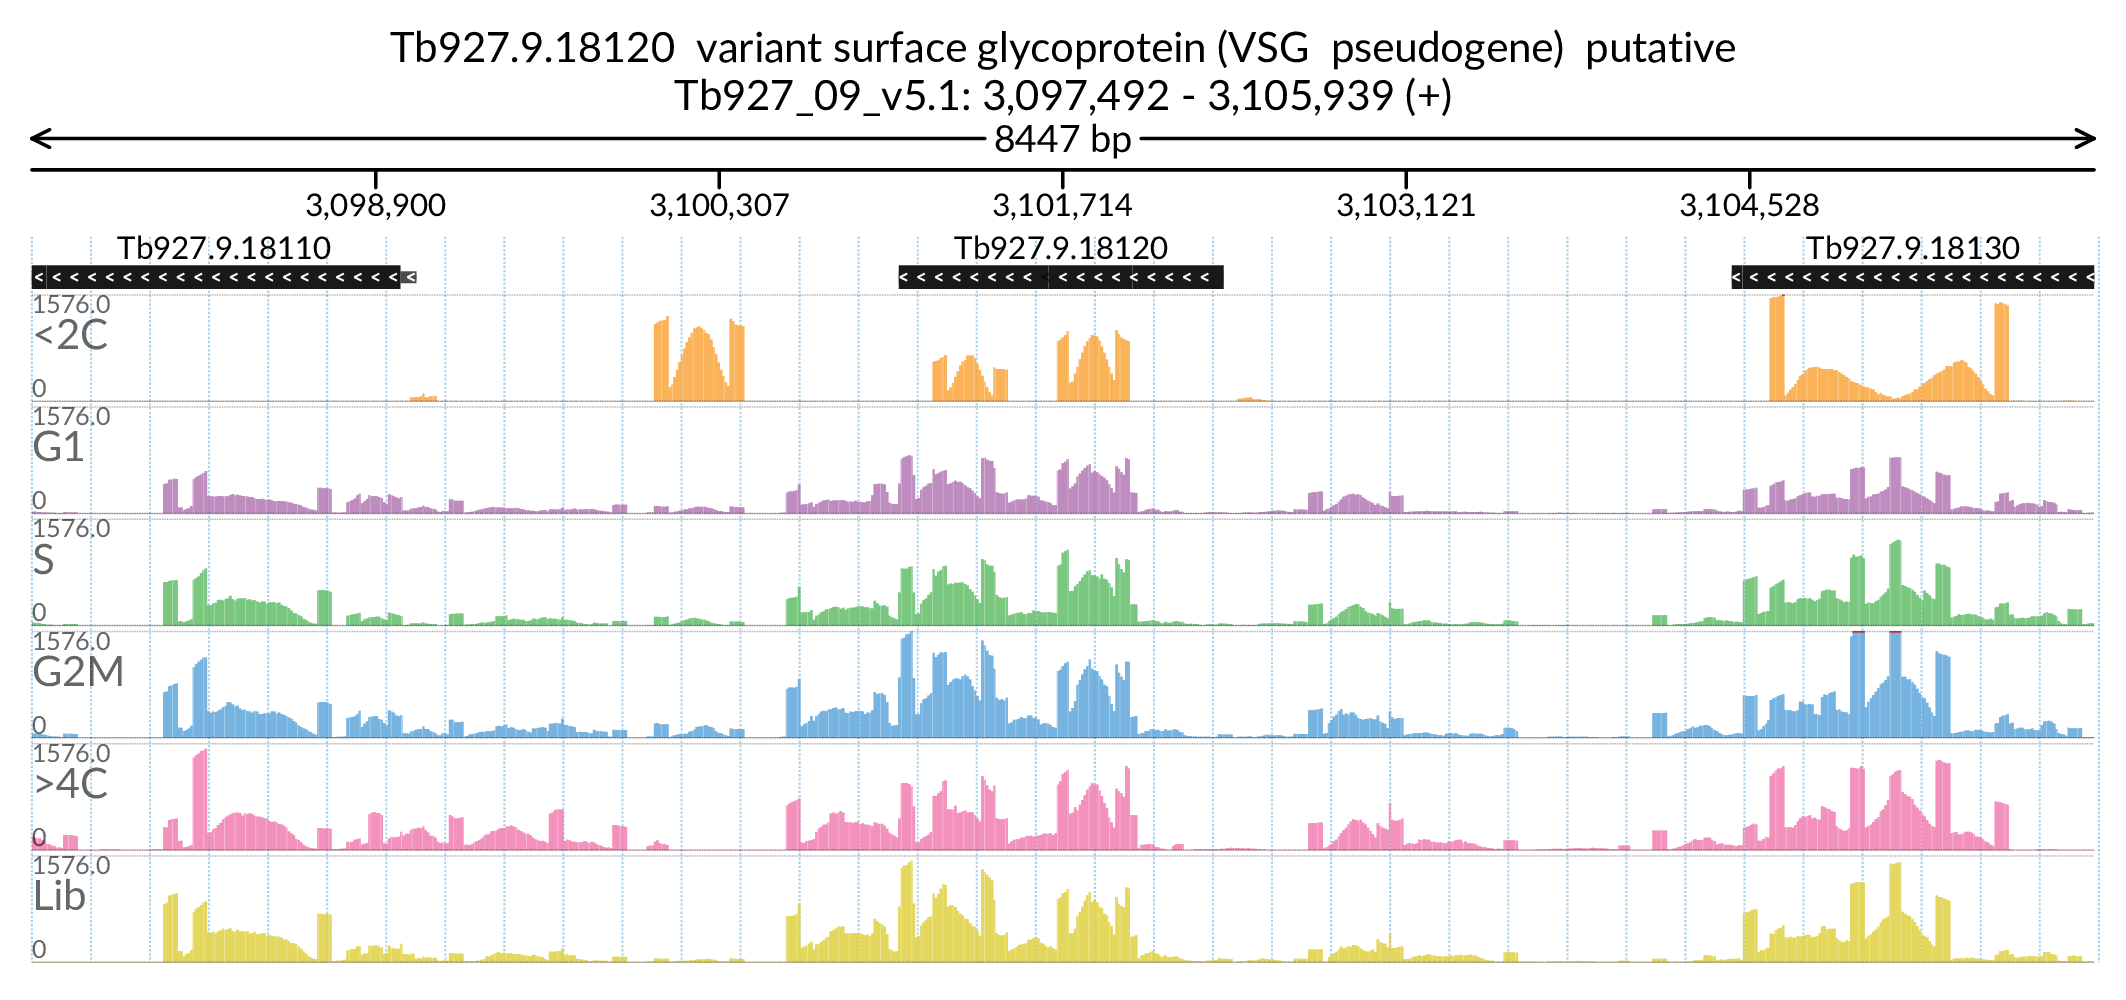 Tb927.9.18120  variant surface glycoprotein (VSG  pseudogene)  putative
Tb927_09_v5.1: 3,097,492 - 3,105,939 (+)
8447 bp
3,098,900 3,100,307 3,101,714 3,103,121 3,104,528
Tb927.9.18110 Tb927.9.18120 Tb927.9.18130
1576.0
<2C
0
1576.0
G1
0
1576.0
S
0
1576.0
G2M
0
1576.0
>4C
0
1576.0
Lib
0